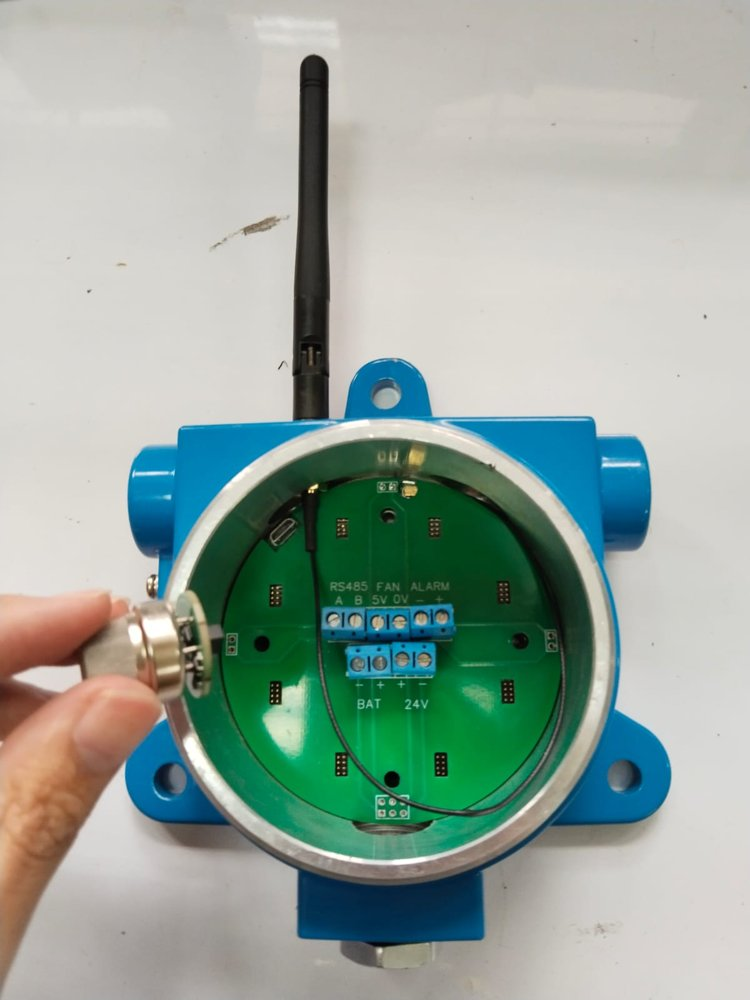 RS485 FAN ALARM
A B 5V 0V - +
- + + -
BAT 24V